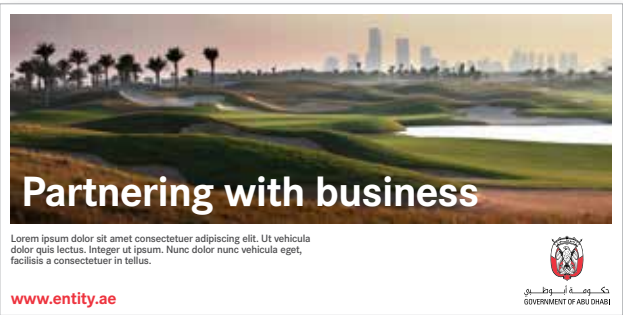 Partnering with business
Lorem ipsum dolor sit amet consectetuer adipiscing elit. Ut vehicula
dolor quis lectus. Integer ut ipsum. Nunc dolor nunc vehicula eget,
facilisis a consectetuer in tellus.
www.entity.ae
حكومة أبوظبي
GOVERNMENT OF ABU DHABI